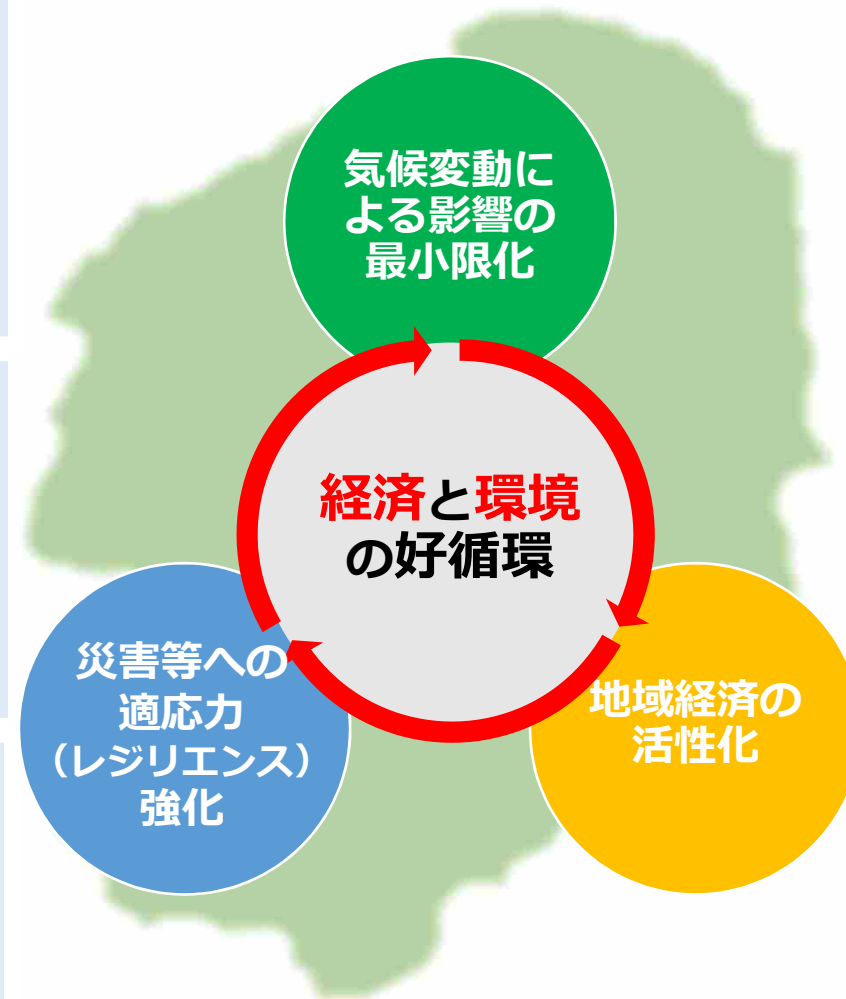 気候変動に
よる影響の
最小限化
経済と環境
の好循環
災害等への
適応力
（レジリエンス）
強化
地域経済の
活性化